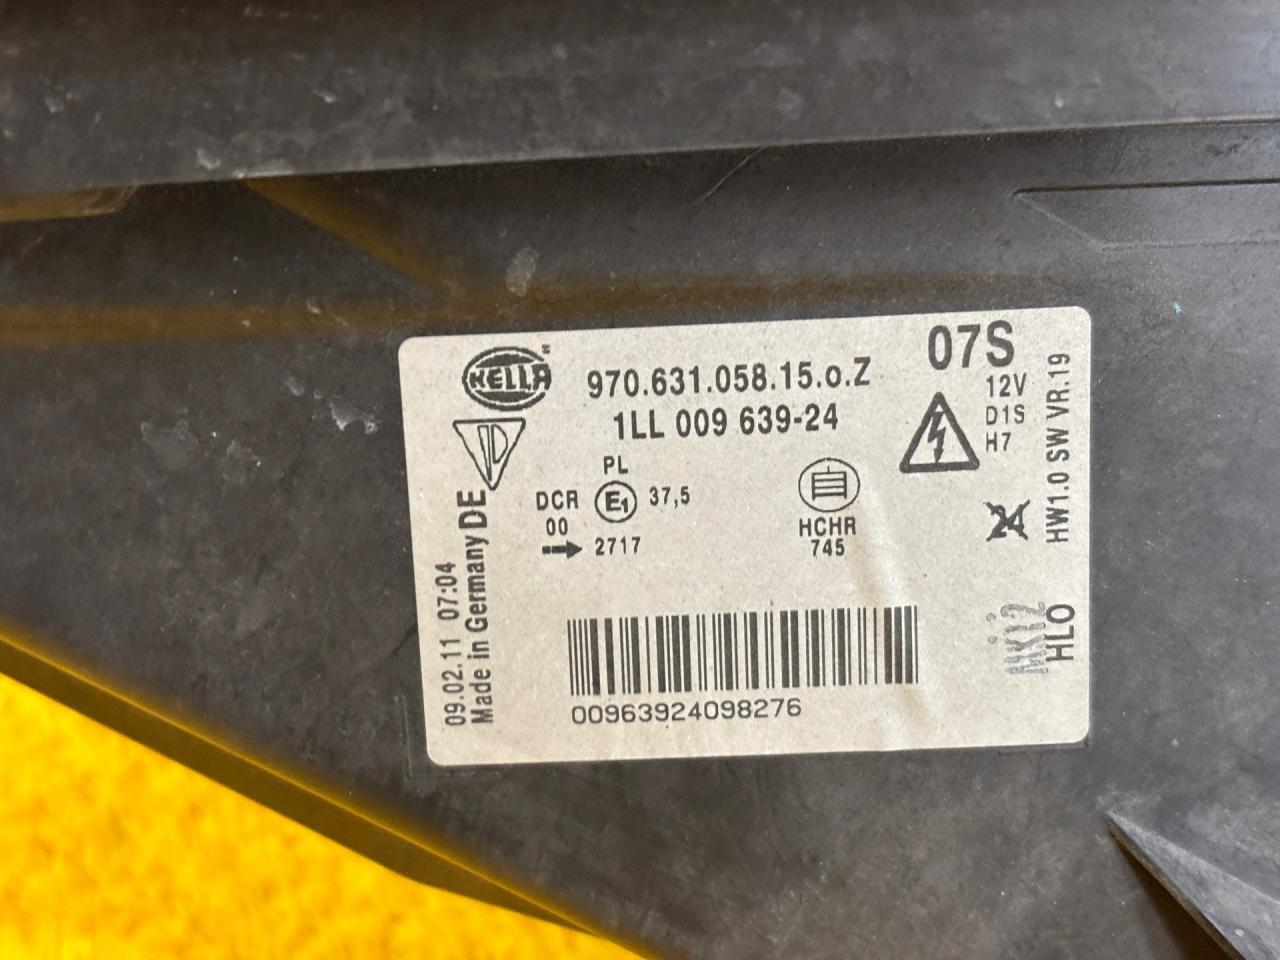 HELLA
970.631.058.15.o.Z
1LL 009 639-24
07S
12V
D1S
H7
HW1.0 SW VR.19
PL
DCR E1 37,5
00
2717
HCHR
745
24
HLO
09.02.11 07:04
Made in Germany DE
00963924098276